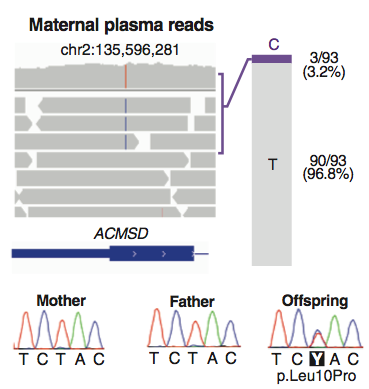 Maternal plasma reads
chr2:135,596,281
C
3/93
(3.2%)
T
90/93
(96.8%)
ACMSD
Mother
Father
Offspring
T C T A C
T C T A C
T C Y A C
p.Leu10Pro